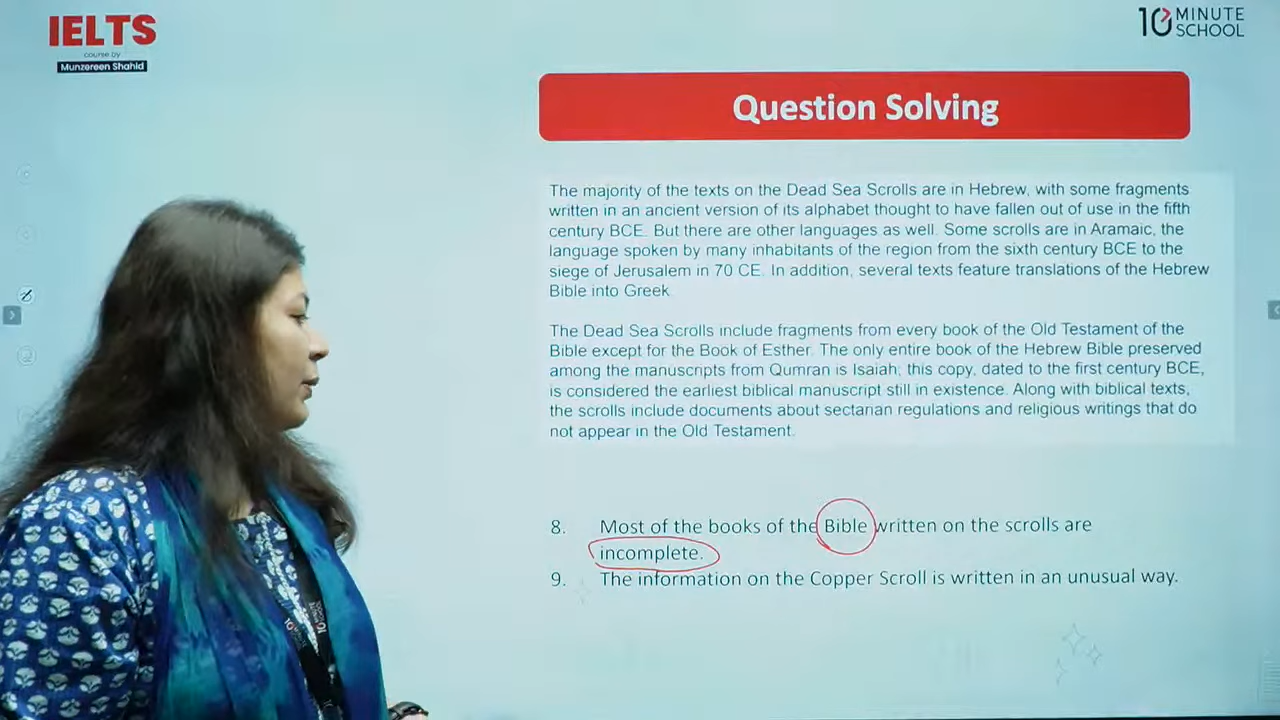 IELTS
course by
Munzereen Shahid
10 MINUTE
SCHOOL
Question Solving
The majority of the texts on the Dead Sea Scrolls are in Hebrew, with some fragments
written in an ancient version of its alphabet thought to have fallen out of use in the fifth
century BCE. But there are other languages as well. Some scrolls are in Aramaic, the
language spoken by many inhabitants of the region from the sixth century BCE to the
siege of Jerusalem in 70 CE. In addition, several texts feature translations of the Hebrew
Bible into Greek.
The Dead Sea Scrolls include fragments from every book of the Old Testament of the
Bible except for the Book of Esther. The only entire book of the Hebrew Bible preserved
among the manuscripts from Qumran is Isaiah; this copy, dated to the first century BCE,
is considered the earliest biblical manuscript still in existence. Along with biblical texts,
the scrolls include documents about sectarian regulations and religious writings that do
not appear in the Old Testament.
8. Most of the books of the Bible written on the scrolls are
incomplete.
9. The information on the Copper Scroll is written in an unusual way.